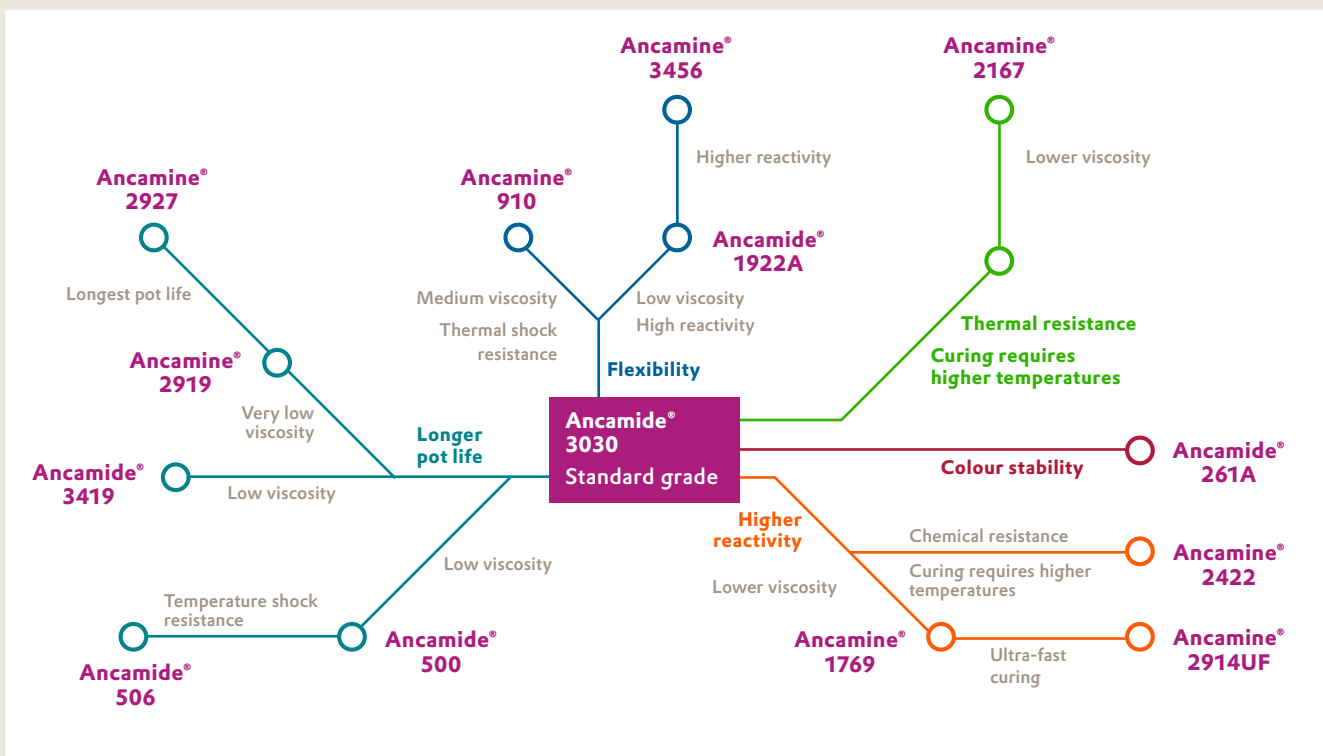 Ancamine®
3456
Ancamine®
2167
Higher reactivity
Lower viscosity
Ancamine®
2927
Ancamine®
910
Ancamide®
1922A
Longest pot life
Medium viscosity
Thermal shock
resistance
Low viscosity
High reactivity
Flexibility
Thermal resistance
Curing requires
higher temperatures
Ancamine®
2919
Very low
viscosity
Longer
pot life
Ancamide®
3030
Standard grade
Ancamide®
3419
Low viscosity
Colour stability
Ancamide®
261A
Higher
reactivity
Chemical resistance
Curing requires higher
temperatures
Ancamine®
2422
Low viscosity
Lower viscosity
Temperature shock
resistance
Ancamide®
506
Ancamide®
500
Ancamine®
1769
Ultra-fast
curing
Ancamine®
2914UF